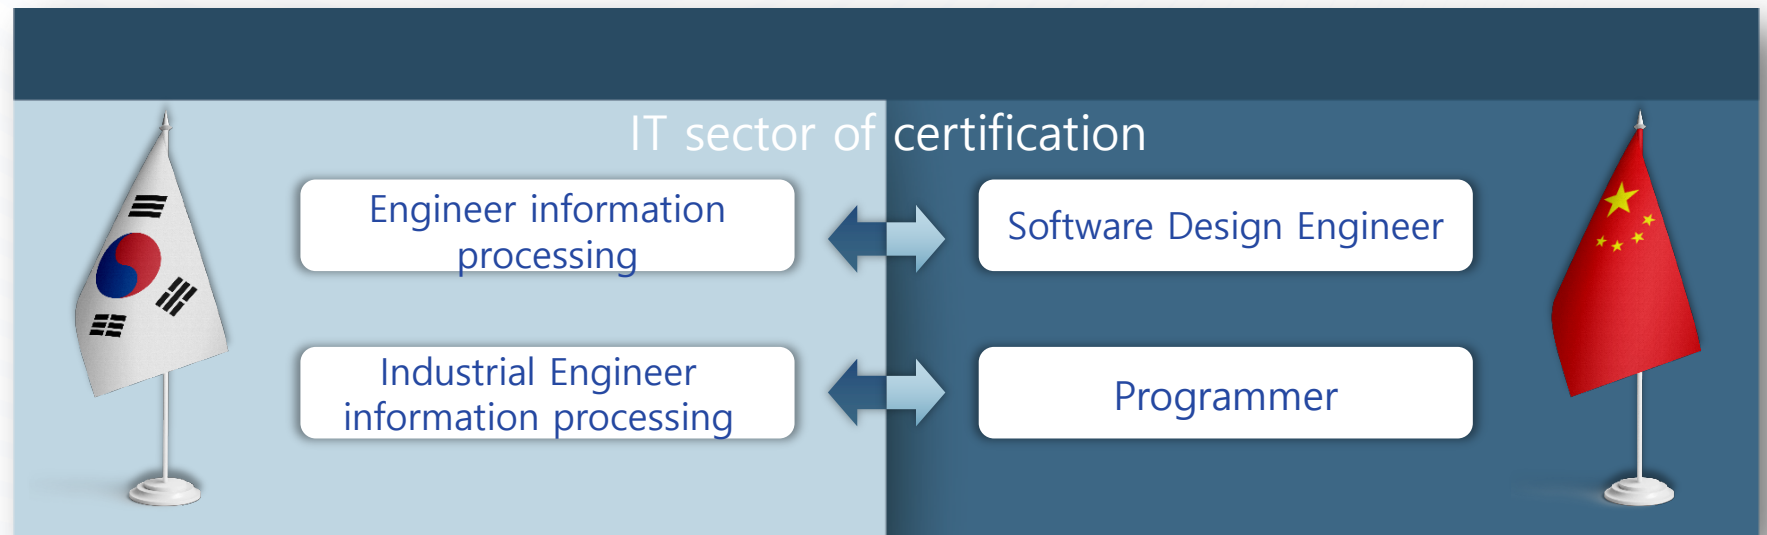 IT sector of certification
Engineer information
processing
Software Design Engineer
Industrial Engineer
information processing
Programmer